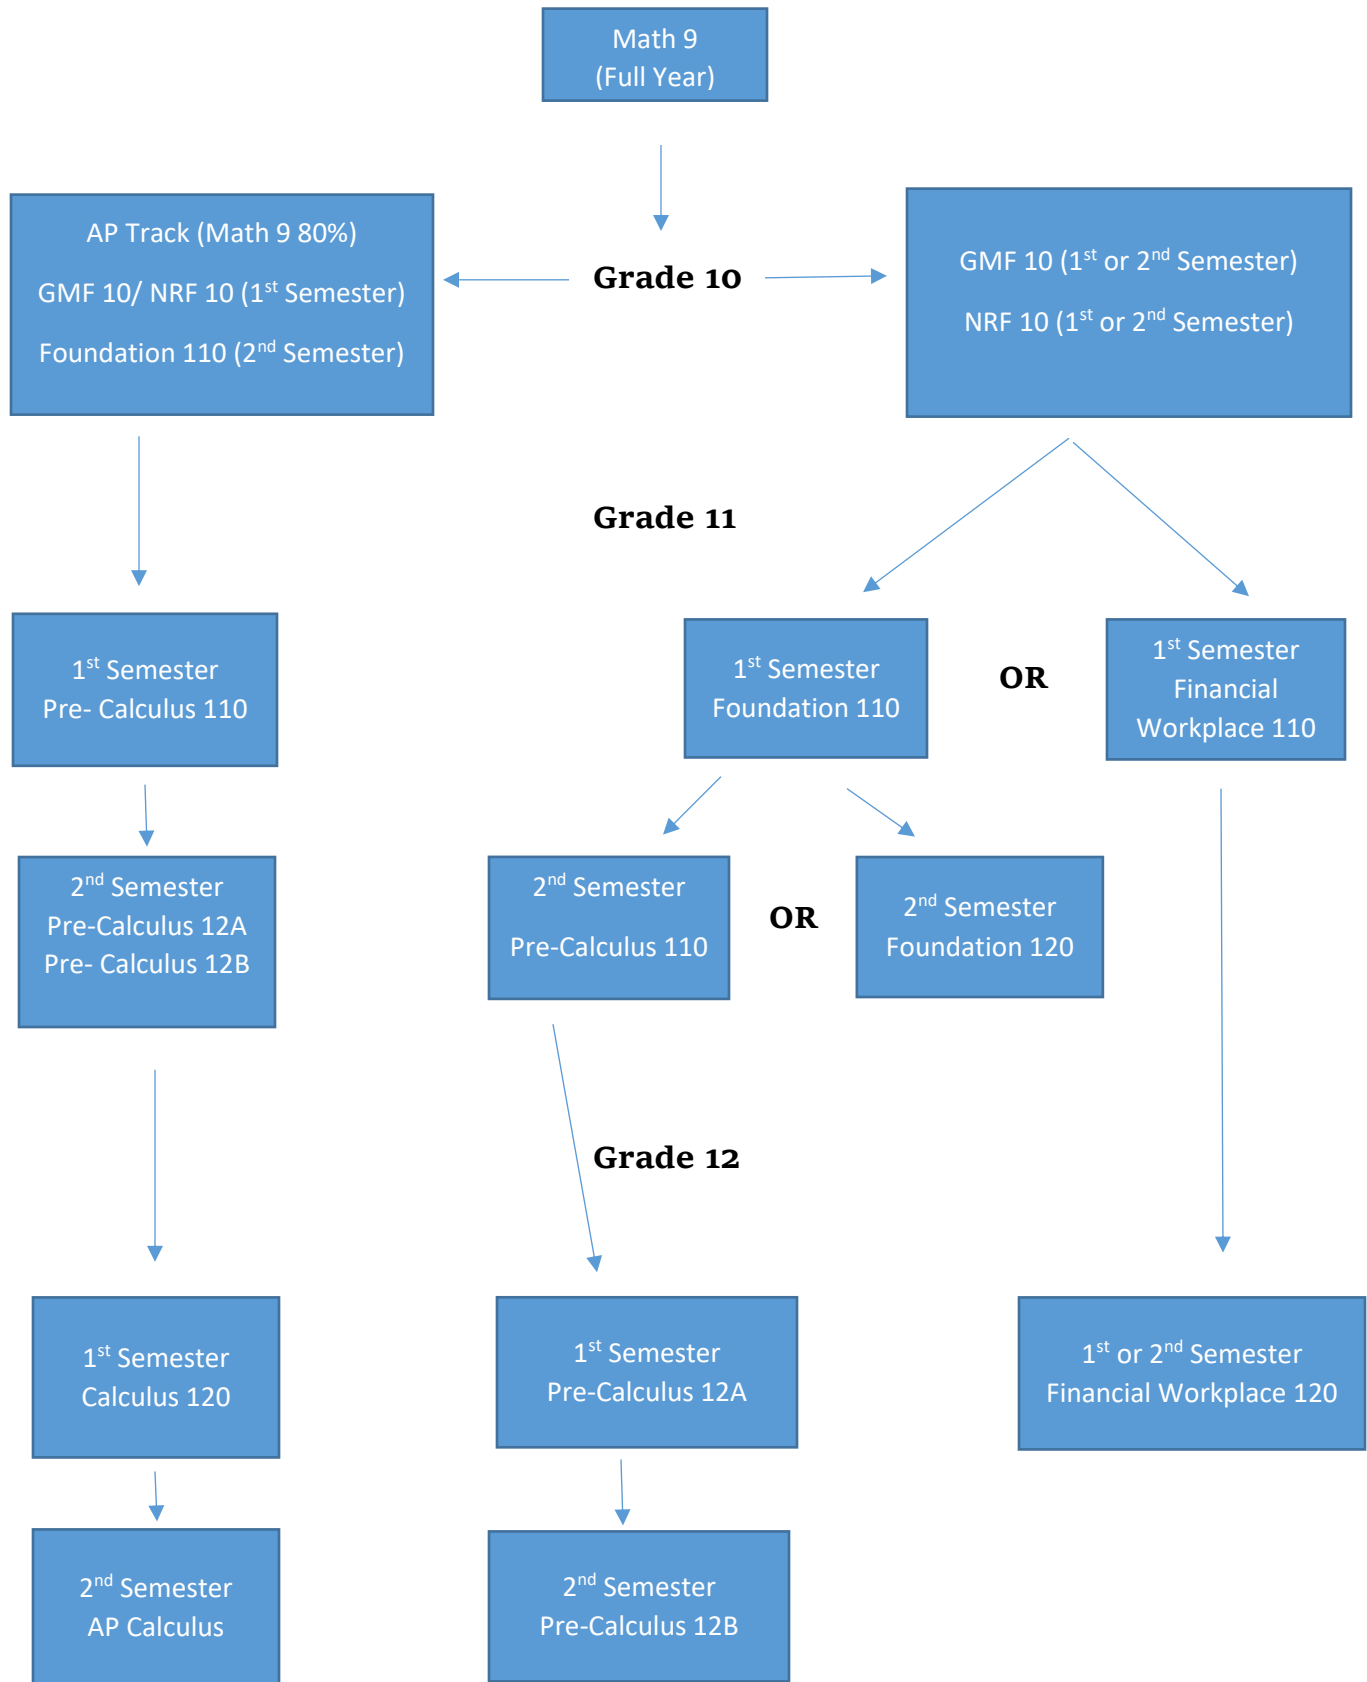 Math 9
(Full Year)
AP Track (Math 9 80%)
GMF 10/ NRF 10 (1st Semester)
Foundation 110 (2nd Semester)
Grade 10
GMF 10 (1st or 2nd Semester)
NRF 10 (1st or 2nd Semester)
Grade 11
1st Semester
Pre- Calculus 110
1st Semester
Foundation 110
OR
1st Semester
Financial
Workplace 110
2nd Semester
Pre-Calculus 12A
Pre- Calculus 12B
2nd Semester
Pre-Calculus 110
OR
2nd Semester
Foundation 120
Grade 12
1st Semester
Calculus 120
1st Semester
Pre-Calculus 12A
1st or 2nd Semester
Financial Workplace 120
2nd Semester
AP Calculus
2nd Semester
Pre-Calculus 12B